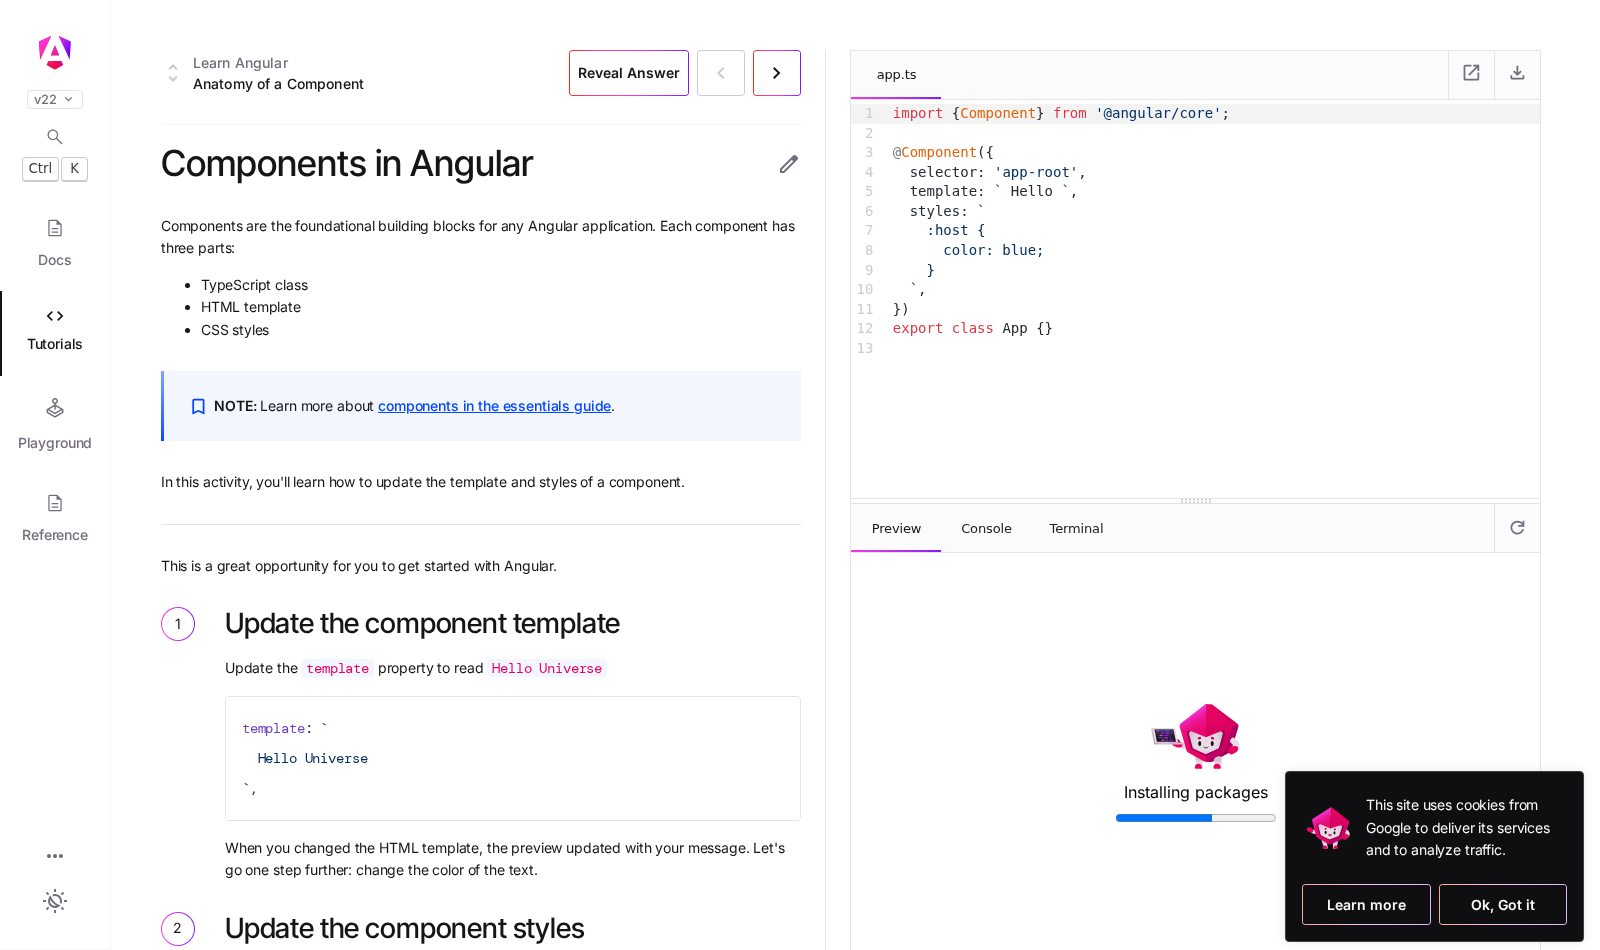 v22
Ctrl K
Docs
Tutorials
Playground
Reference
Learn Angular
Anatomy of a Component
Reveal Answer
Components in Angular
Components are the foundational building blocks for any Angular application. Each component has
three parts:
TypeScript class
HTML template
CSS styles
NOTE: Learn more about components in the essentials guide.
In this activity, you'll learn how to update the template and styles of a component.
This is a great opportunity for you to get started with Angular.
1 Update the component template
Update the template property to read Hello Universe
template: `
Hello Universe
`,
When you changed the HTML template, the preview updated with your message. Let's
go one step further: change the color of the text.
2 Update the component styles
app.ts
1 import {Component} from '@angular/core';
2
3 @Component({
4 selector: 'app-root',
5 template: ` Hello `,
6 styles: `
7 :host {
8 color: blue;
9 }
10 `,
11 })
12 export class App {}
13
Preview Console Terminal
Installing packages
This site uses cookies from
Google to deliver its services
and to analyze traffic.
Learn more Ok, Got it